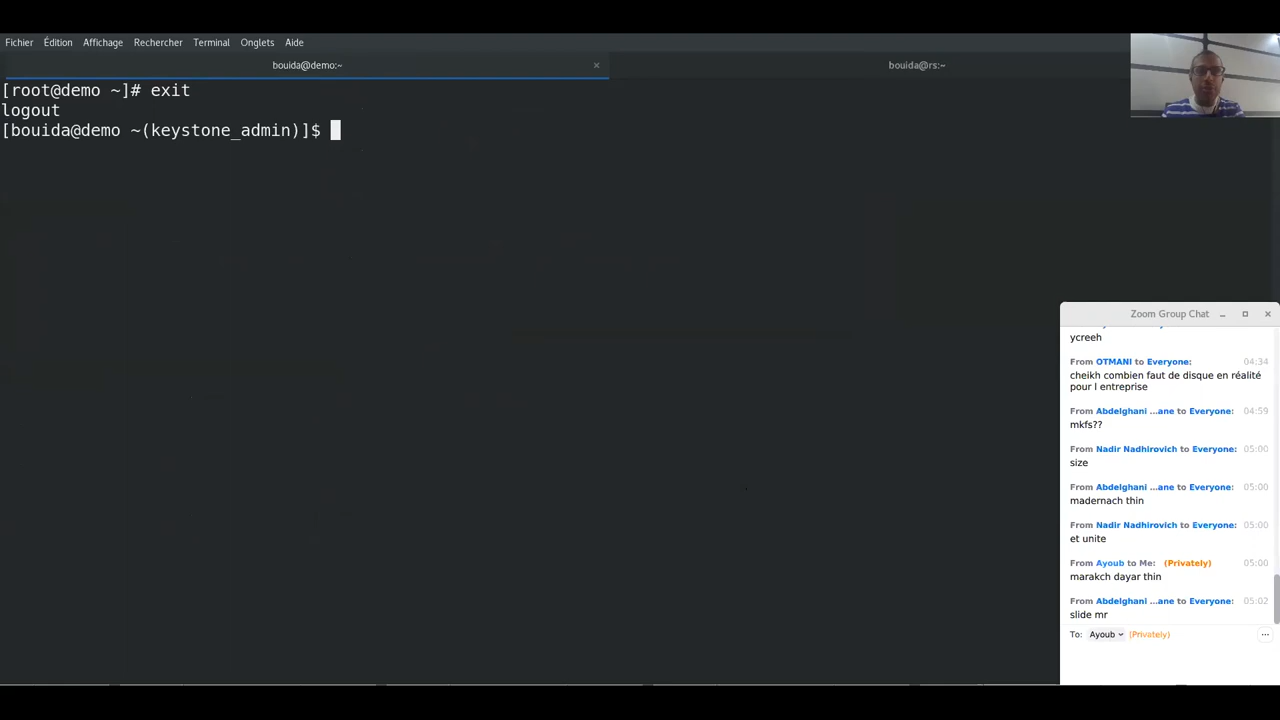 Fichier Édition Affichage Rechercher Terminal Onglets Aide
bouida@demo:~ × bouida@rs:~
[root@demo ~]# exit
logout
[bouida@demo ~(keystone_admin)]$
Zoom Group Chat
ycreeh
From OTMANI to Everyone: 04:34
cheikh combien faut de disque en réalité
pour l entreprise
From Abdelghani ...ane to Everyone: 04:59
mkfs??
From Nadir Nadhirovich to Everyone: 05:00
size
From Abdelghani ...ane to Everyone: 05:00
madernach thin
From Nadir Nadhirovich to Everyone: 05:00
et unite
From Ayoub to Me: (Privately) 05:00
marakch dayar thin
From Abdelghani ...ane to Everyone: 05:02
slide mr
To: Ayoub (Privately) ...